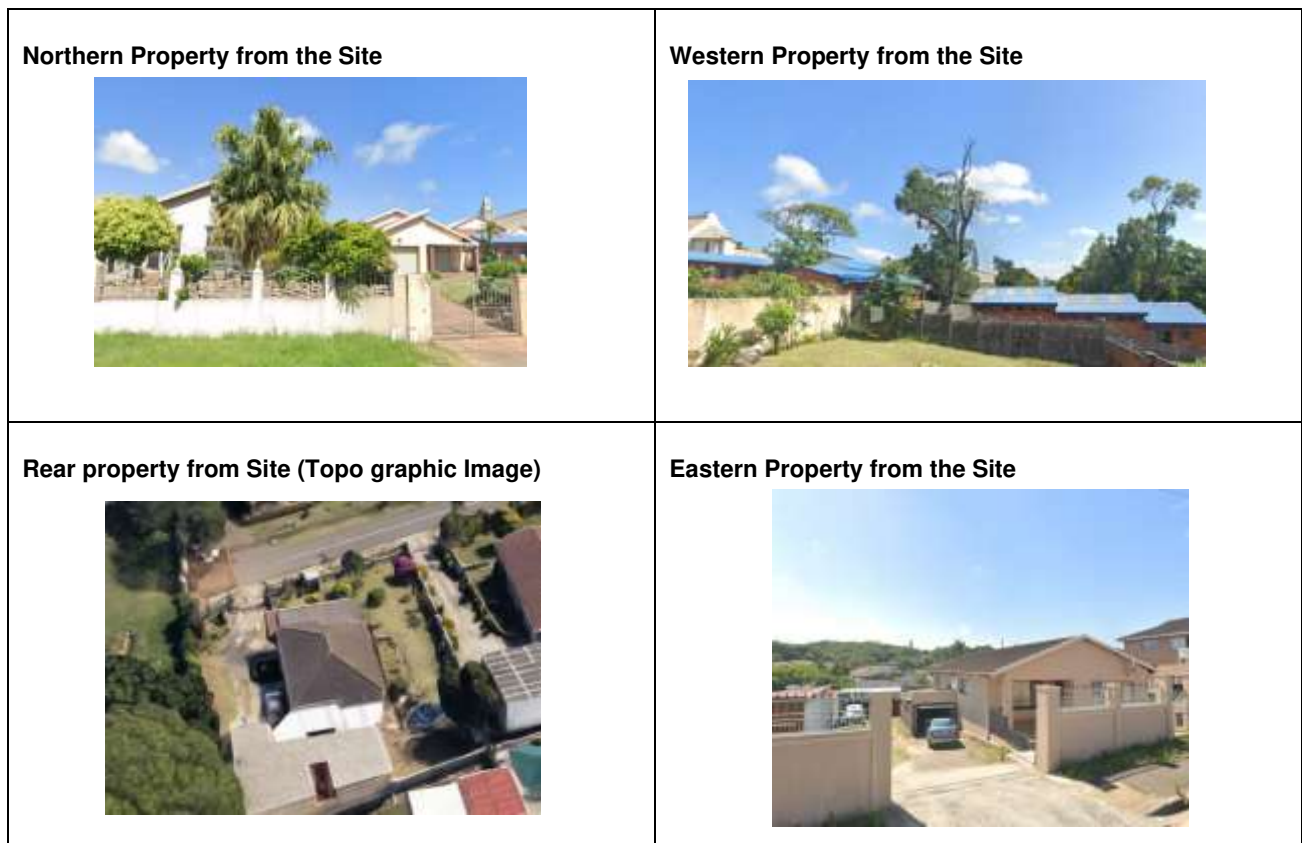 Northern Property from the Site
Western Property from the Site
Rear property from Site (Topo graphic Image)
Eastern Property from the Site